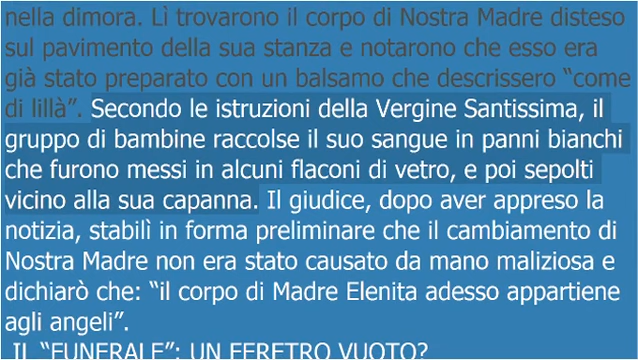 nella dimora. Lì trovarono il corpo di Nostra Madre disteso
sul pavimento della sua stanza e notarono che esso era
già stato preparato con un balsamo che descrissero “come
di lillà”. Secondo le istruzioni della Vergine Santissima, il
gruppo di bambine raccolse il suo sangue in panni bianchi
che furono messi in alcuni flaconi di vetro, e poi sepolti
vicino alla sua capanna. Il giudice, dopo aver appreso la
notizia, stabilì in forma preliminare che il cambiamento di
Nostra Madre non era stato causato da mano maliziosa e
dichiarò che: “il corpo di Madre Elenita adesso appartiene
agli angeli”.
IL “FUNERALE”: UN FERETRO VUOTO?